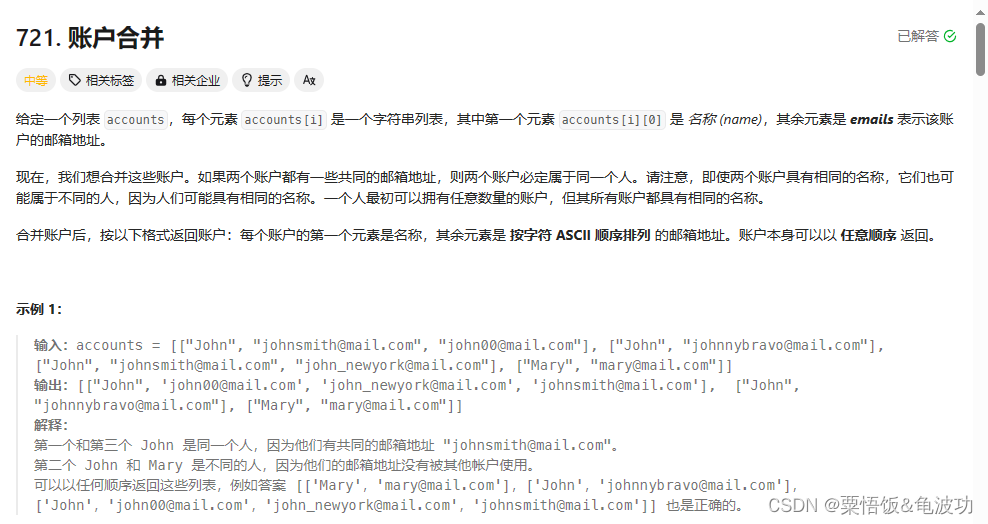 721. 账户合并
已解答
中等 相关标签 相关企业 提示 Ax
给定一个列表 accounts，每个元素 accounts[i] 是一个字符串列表，其中第一个元素 accounts[i][0] 是 名称 (name)，其余元素是 emails 表示该账
户的邮箱地址。
现在，我们想合并这些账户。如果两个账户都有一些共同的邮箱地址，则两个账户必定属于同一个人。请注意，即使两个账户具有相同的名称，它们也可
能属于不同的人，因为人们可能具有相同的名称。一个人最初可以拥有任意数量的账户，但其所有账户都具有相同的名称。
合并账户后，按以下格式返回账户：每个账户的第一个元素是名称，其余元素是 按字符 ASCII 顺序排列 的邮箱地址。账户本身可以以 任意顺序 返回。
示例 1：
输入：accounts = [["John", "johnsmith@mail.com", "john00@mail.com"], ["John", "johnnybravo@mail.com"],
["John", "johnsmith@mail.com", "john_newyork@mail.com"], ["Mary", "mary@mail.com"]]
输出：[["John", 'john00@mail.com', 'john_newyork@mail.com', 'johnsmith@mail.com'], ["John",
"johnnybravo@mail.com"], ["Mary", "mary@mail.com"]]
解释：
第一个和第三个 John 是同一个人，因为他们有共同的邮箱地址 "johnsmith@mail.com"。
第二个 John 和 Mary 是不同的人，因为他们的邮箱地址没有被其他帐户使用。
可以以任何顺序返回这些列表，例如答案 [['Mary'，'mary@mail.com']，['John'，'johnnybravo@mail.com']，
['John'，'john00@mail.com'，'john_newyork@mail.com'，'johnsmith@mail.com']] 也是正确的。
CSDN @粟悟饭&龟波功